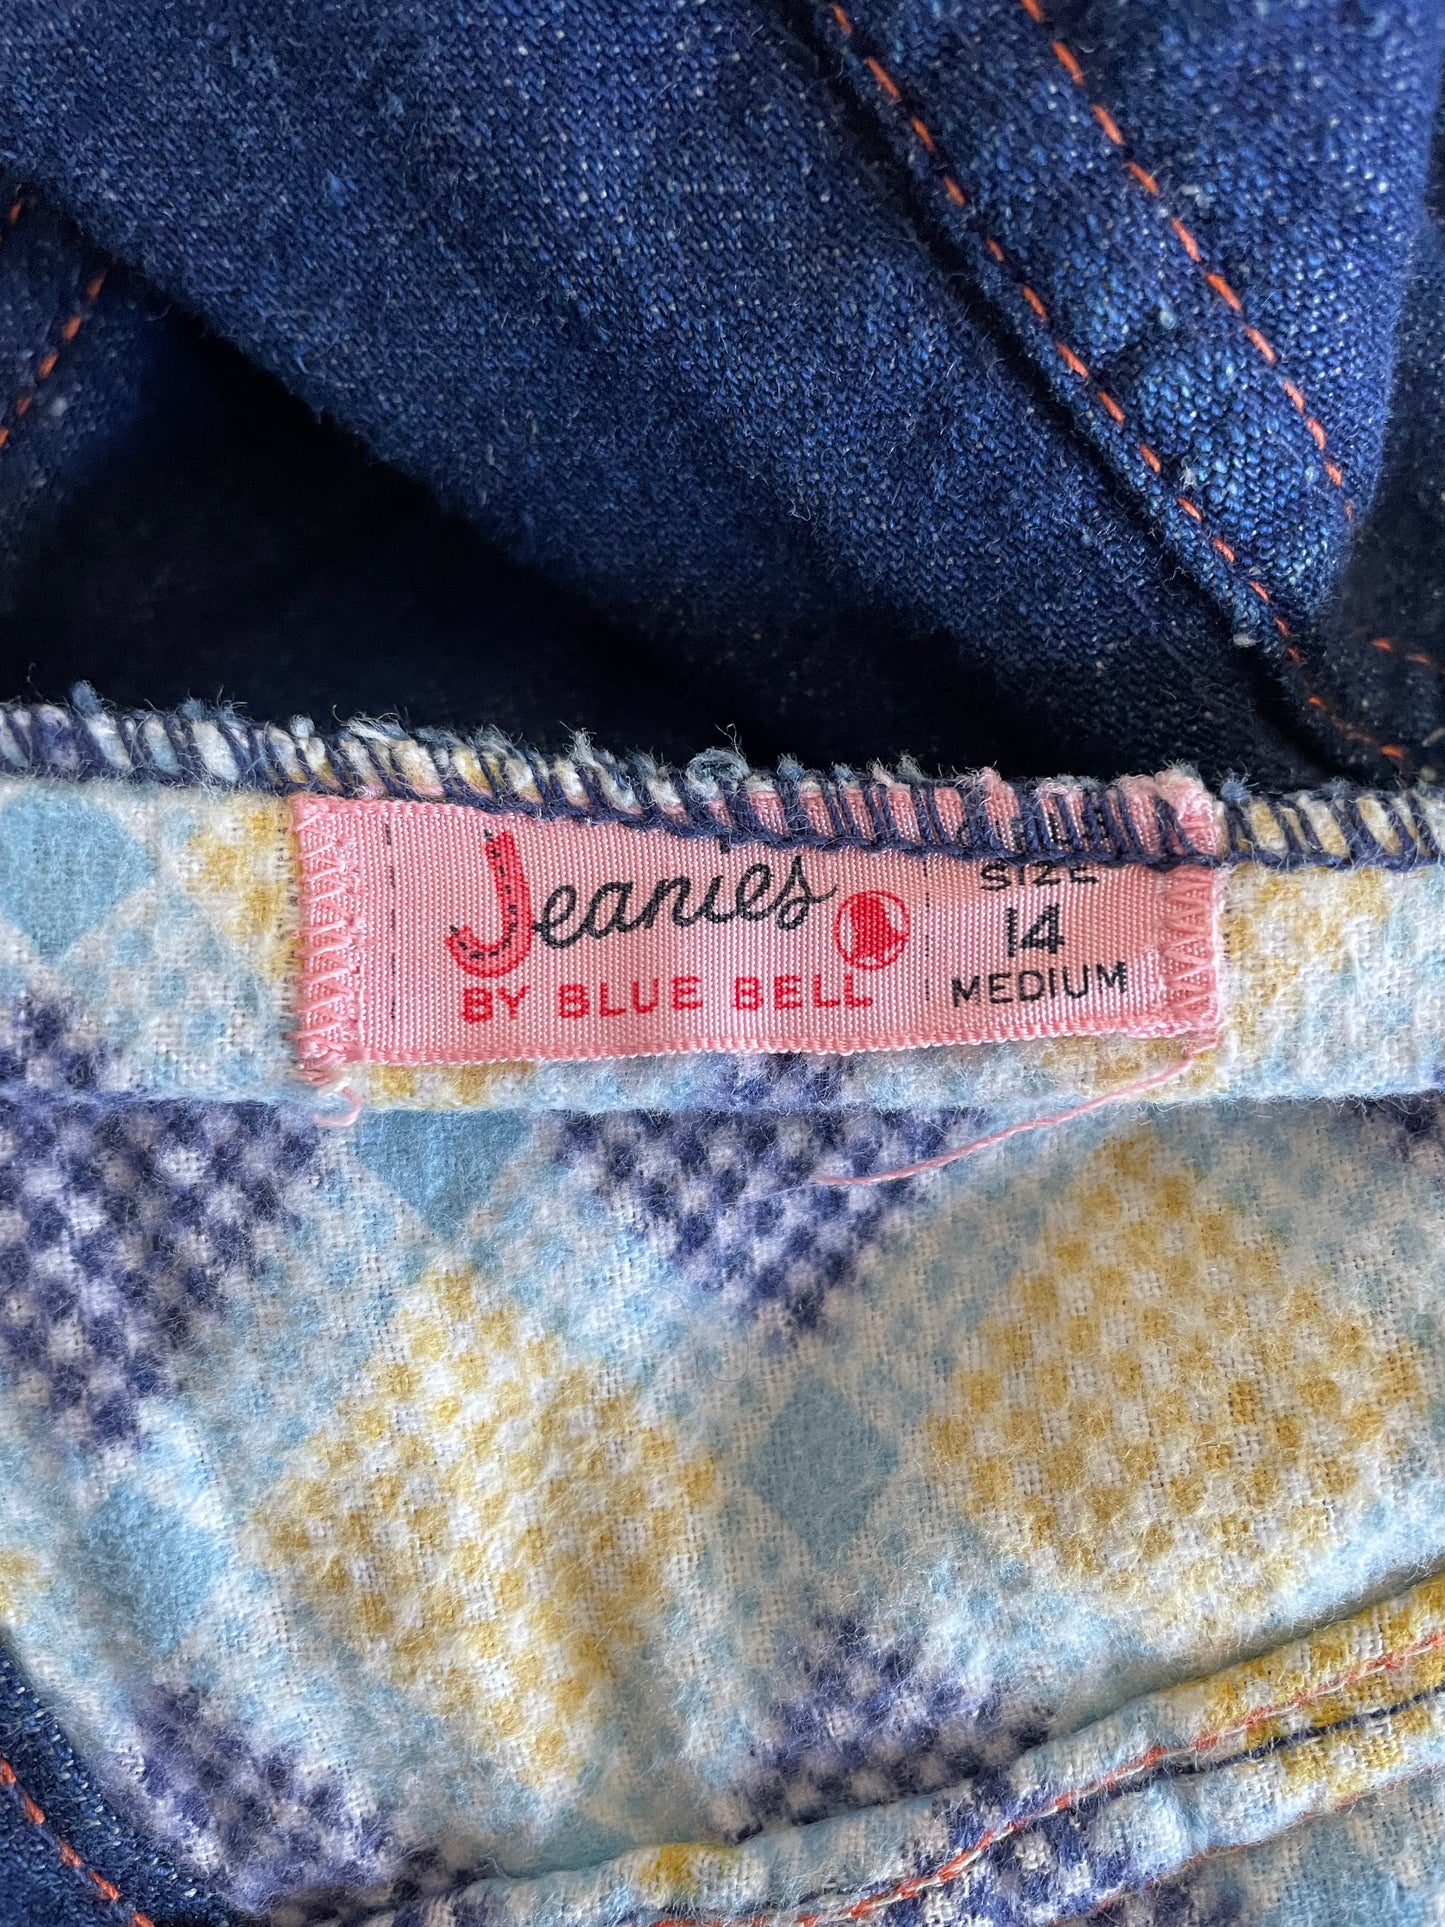 Jeanies
BY BLUE BELL
SIZE
14
MEDIUM